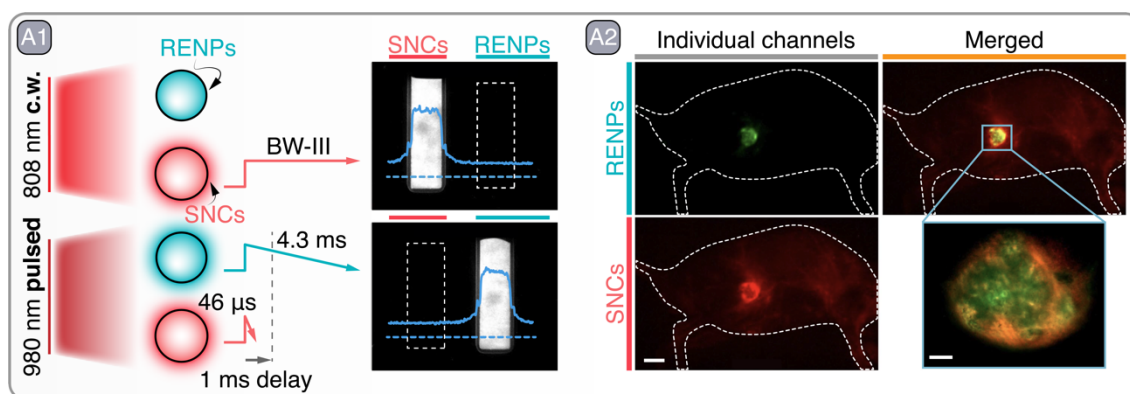 A1
RENPs
808 nm c.w.
SNCs
BW-III
980 nm pulsed
4.3 ms
46 µs
1 ms delay
SNCs
RENPs
A2
Individual channels
Merged
RENPs
SNCs